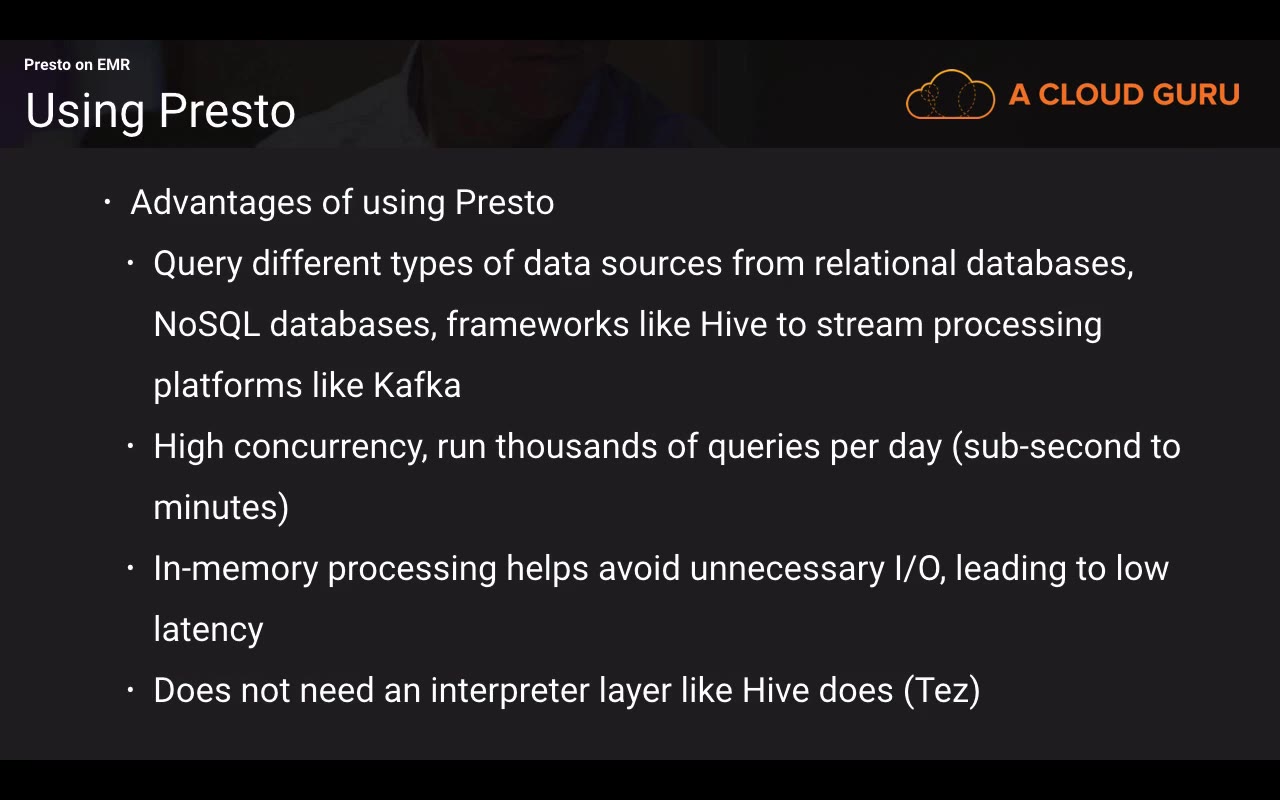 Presto on EMR
Using Presto
A CLOUD GURU
• Advantages of using Presto
• Query different types of data sources from relational databases,
NoSQL databases, frameworks like Hive to stream processing
platforms like Kafka
• High concurrency, run thousands of queries per day (sub-second to
minutes)
• In-memory processing helps avoid unnecessary I/O, leading to low
latency
• Does not need an interpreter layer like Hive does (Tez)